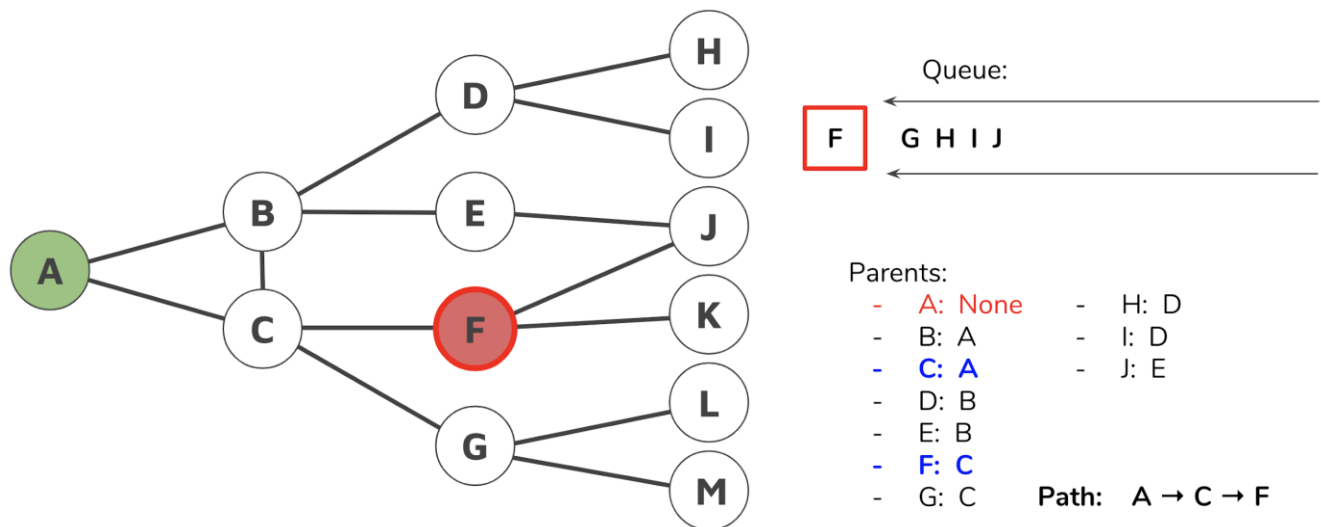 H
D
I
B
E
J
A
C
F
K
G
L
M
Queue:
F G H I J
Parents:
- A: None
- B: A
- C: A
- D: B
- E: B
- F: C
- G: C
- H: D
- I: D
- J: E
Path: A → C → F